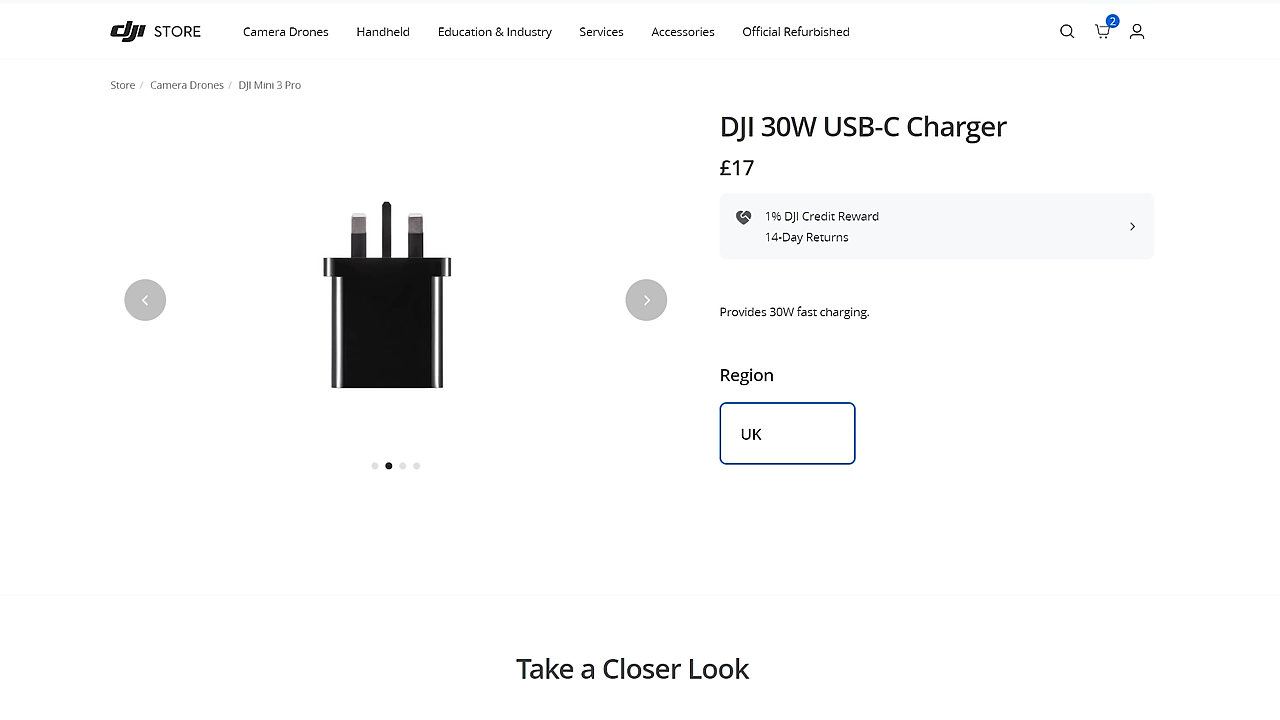 dji STORE
Camera Drones
Handheld
Education & Industry
Services
Accessories
Official Refurbished
2
Store / Camera Drones / DJI Mini 3 Pro
DJI 30W USB-C Charger
£17
1% DJI Credit Reward
14-Day Returns
Provides 30W fast charging.
Region
UK
Take a Closer Look